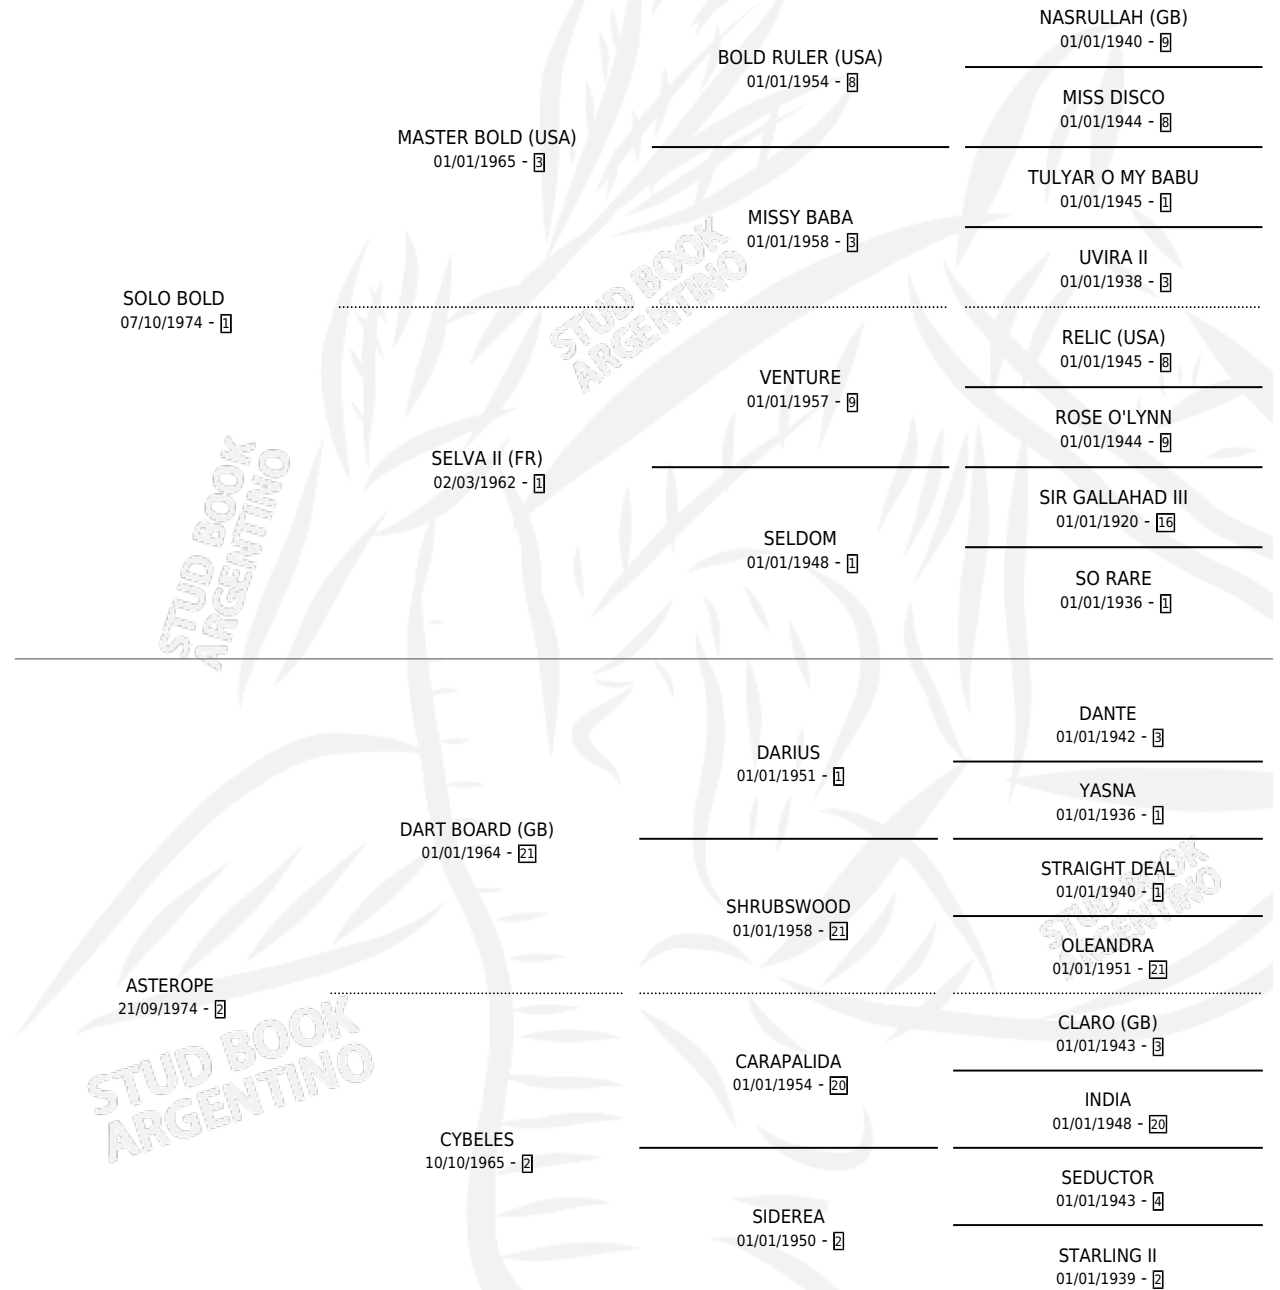 NASRULLAH (GB)
01/01/1940 - 9
BOLD RULER (USA)
01/01/1954 - 8
MISS DISCO
01/01/1944 - 8
MASTER BOLD (USA)
01/01/1965 - 3
TULYAR O MY BABU
01/01/1945 - 1
MISSY BABA
01/01/1958 - 3
UVIRA II
01/01/1938 - 3
SOLO BOLD
07/10/1974 - 1
RELIC (USA)
01/01/1945 - 8
VENTURE
01/01/1957 - 9
ROSE O'LYNN
01/01/1944 - 9
SELVA II (FR)
02/03/1962 - 1
SIR GALLAHAD III
01/01/1920 - 16
SELDOM
01/01/1948 - 1
SO RARE
01/01/1936 - 1
DANTE
01/01/1942 - 3
DARIUS
01/01/1951 - 1
YASNA
01/01/1936 - 1
DART BOARD (GB)
01/01/1964 - 21
STRAIGHT DEAL
01/01/1940 - 1
SHRUBSWOOD
01/01/1958 - 21
OLEANDRA
01/01/1951 - 21
ASTEROPE
21/09/1974 - 2
CLARO (GB)
01/01/1943 - 3
CARAPALIDA
01/01/1954 - 20
INDIA
01/01/1948 - 20
CYBELES
10/10/1965 - 2
SEDUCTOR
01/01/1943 - 4
SIDEREA
01/01/1950 - 2
STARLING II
01/01/1939 - 2
STUD BOOK
ARGENTINO
STUD BOOK
ARGENTINO
STUD BOOK
ARGENTINO
STUD BOOK
ARGENTINO